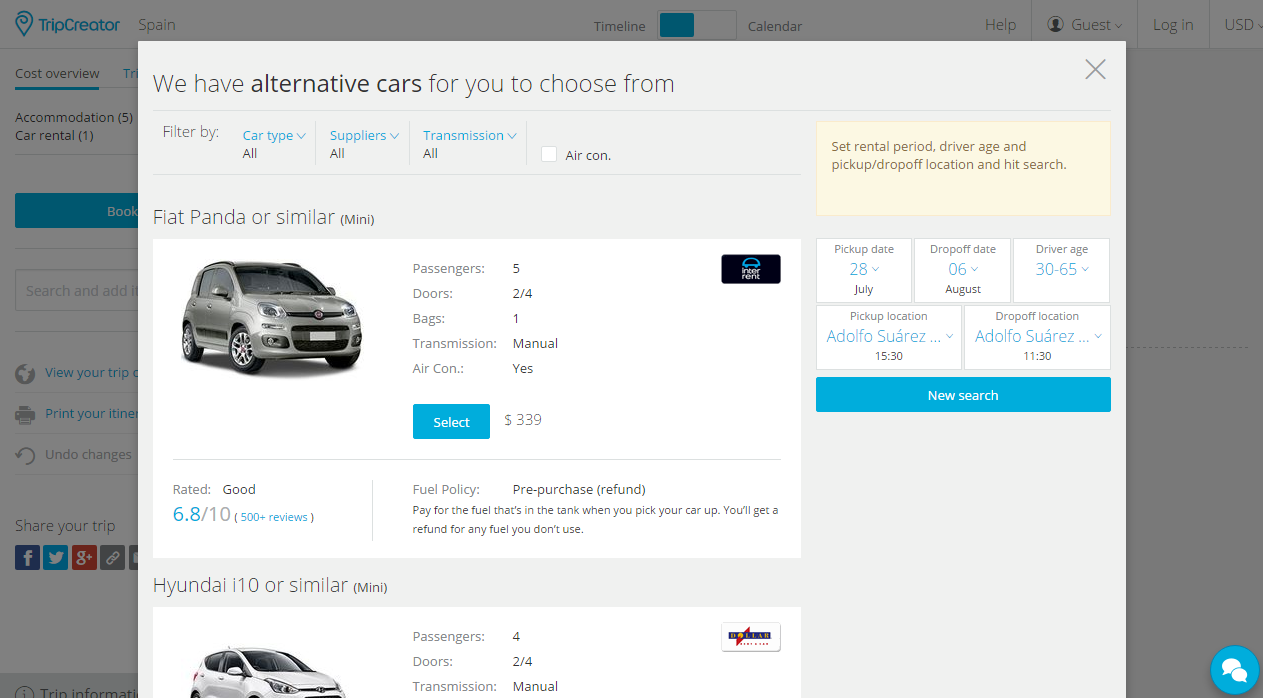 TripCreator
Spain
Timeline
Calendar
Help
Guest
Log in
USD
Cost overview
Accommodation (5)
Car rental (1)
Book
Search and add
View your trip
Print your
Undo changes
Share your trip
Trip
We have alternative cars for you to choose from
Filter by:
Car type
All
Suppliers
All
Transmission
All
Air con.
Set rental period, driver age and
pickup/dropoff location and hit search.
Fiat Panda or similar (Mini)
Passengers: 5
Doors: 2/4
Bags: 1
Transmission: Manual
Air Con.: Yes
Select
$ 339
inter
rent
Rated: Good
6.8/10 ( 500+ reviews )
Fuel Policy: Pre-purchase (refund)
Pay for the fuel that's in the tank when you pick your car up. You'll get a
refund for any fuel you don't use.
Pickup date
28
July
Dropoff date
06
August
Driver age
30-65
Pickup location
Adolfo Suárez ...
15:30
Dropoff location
Adolfo Suárez ...
11:30
New search
Hyundai i10 or similar (Mini)
Passengers: 4
Doors: 2/4
Transmission: Manual
DOLLAR